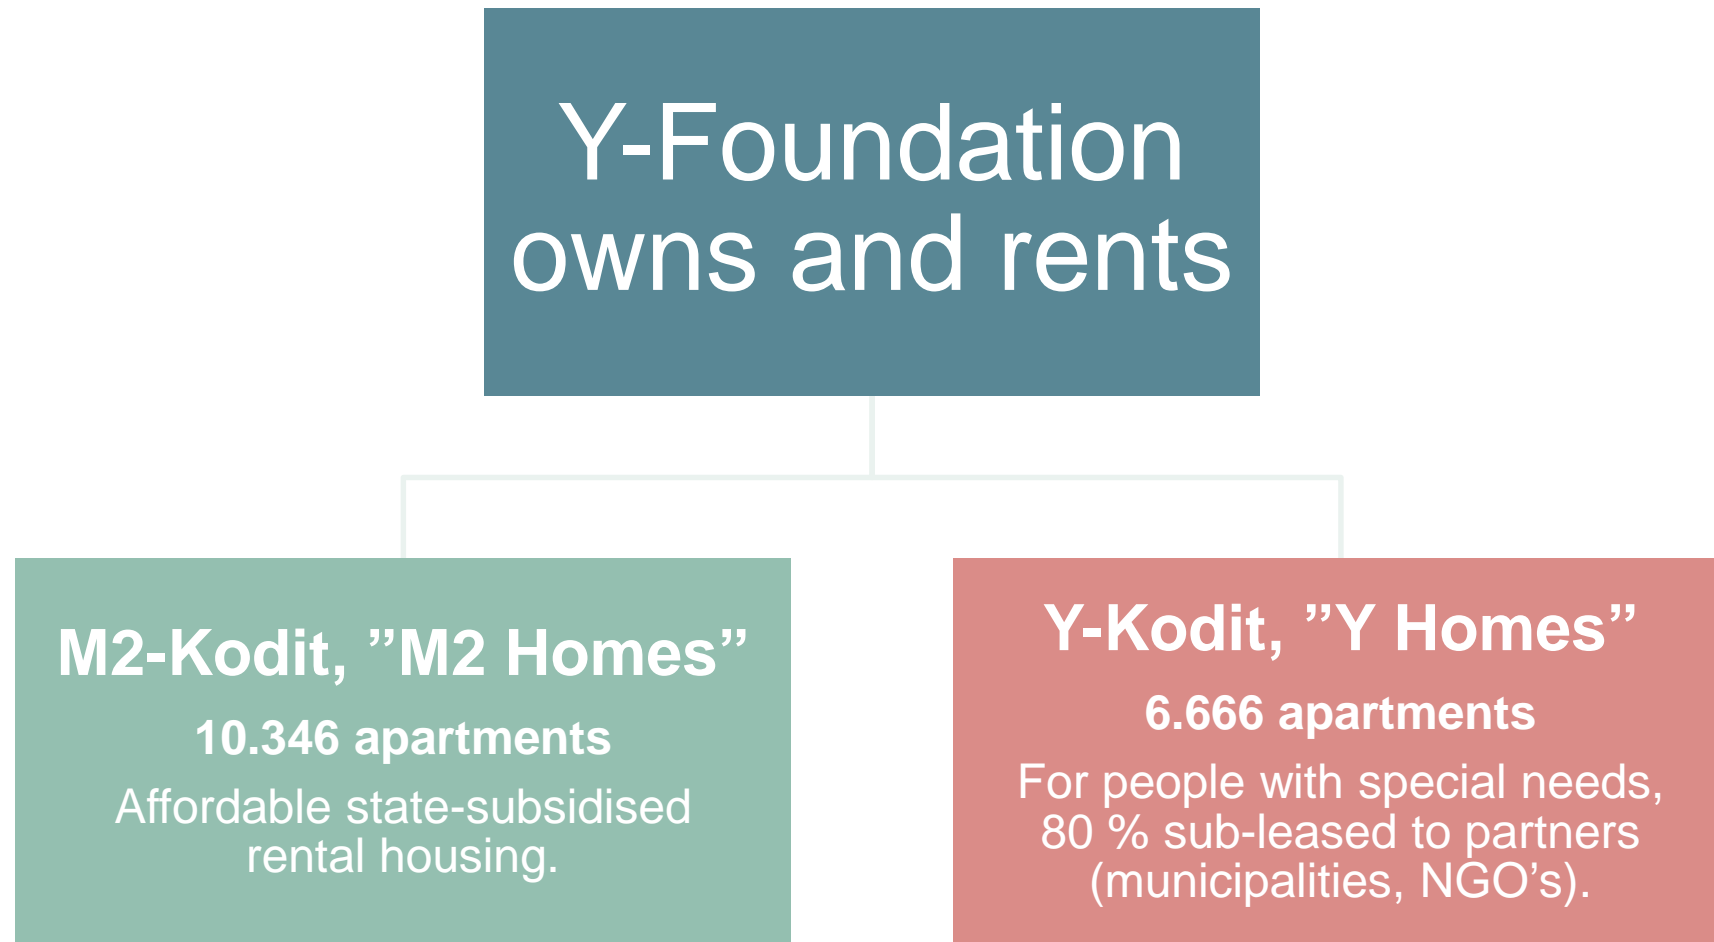 Y-Foundation
owns and rents
M2-Kodit, ”M2 Homes”
10.346 apartments
Affordable state-subsidised
rental housing.
Y-Kodit, ”Y Homes”
6.666 apartments
For people with special needs,
80 % sub-leased to partners
(municipalities, NGO’s).